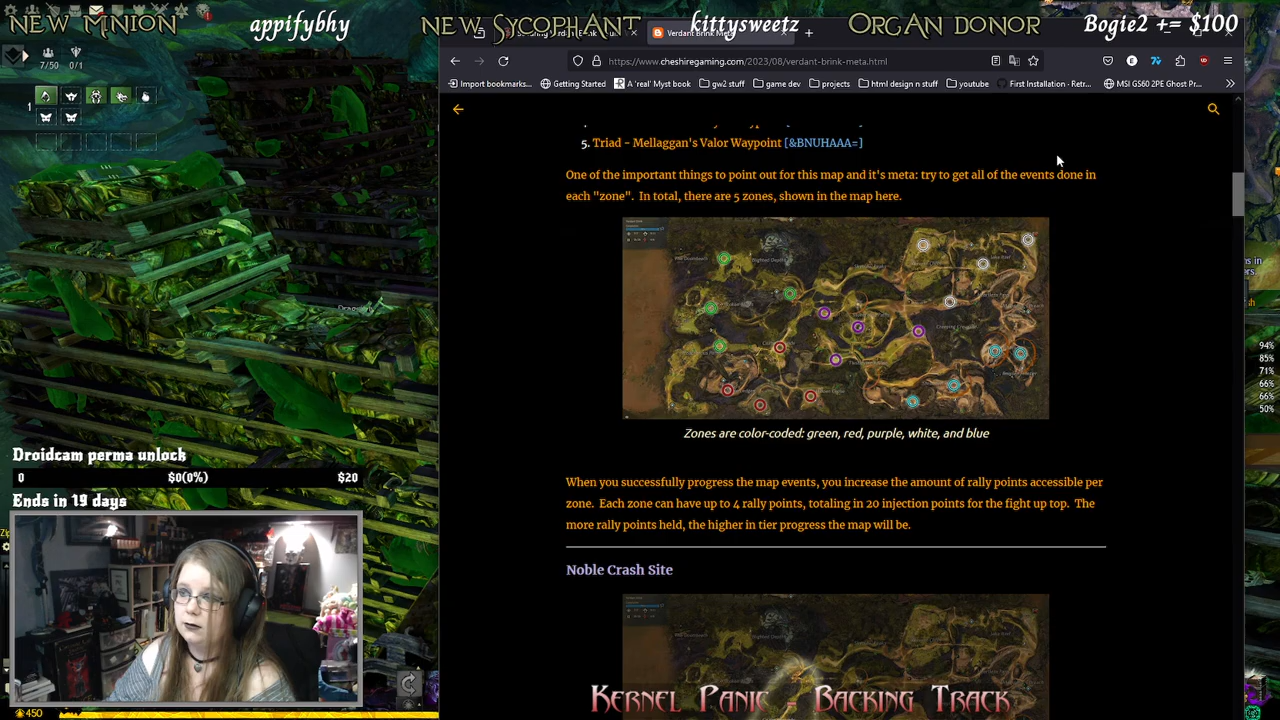 NEW MINION appifybhy NEW SYCOPHANT kittysweetz ORGAN DONOR Bogie2 += $100
7/50 0/1
1
https://www.cheshiregaming.com/2023/08/verdant-brink-meta.html
Import bookmarks... Getting Started A 'real' Myst book gw2 stuff game dev projects html design n stuff youtube First Installation - Retr... MSI GS60 2PE Ghost Pr...
5. Triad - Mellaggan's Valor Waypoint [&BNUHAAA=]
One of the important things to point out for this map and it's meta: try to get all of the events done in
each "zone". In total, there are 5 zones, shown in the map here.
Zones are color-coded: green, red, purple, white, and blue
When you successfully progress the map events, you increase the amount of rally points accessible per
zone. Each zone can have up to 4 rally points, totaling in 20 injection points for the fight up top. The
more rally points held, the higher in tier progress the map will be.
Noble Crash Site
94%
85%
71%
66%
66%
50%
Droidcam perma unlock
0 $0(0%) $20
Ends in 19 days
450
Kernel Panic - Backing Track